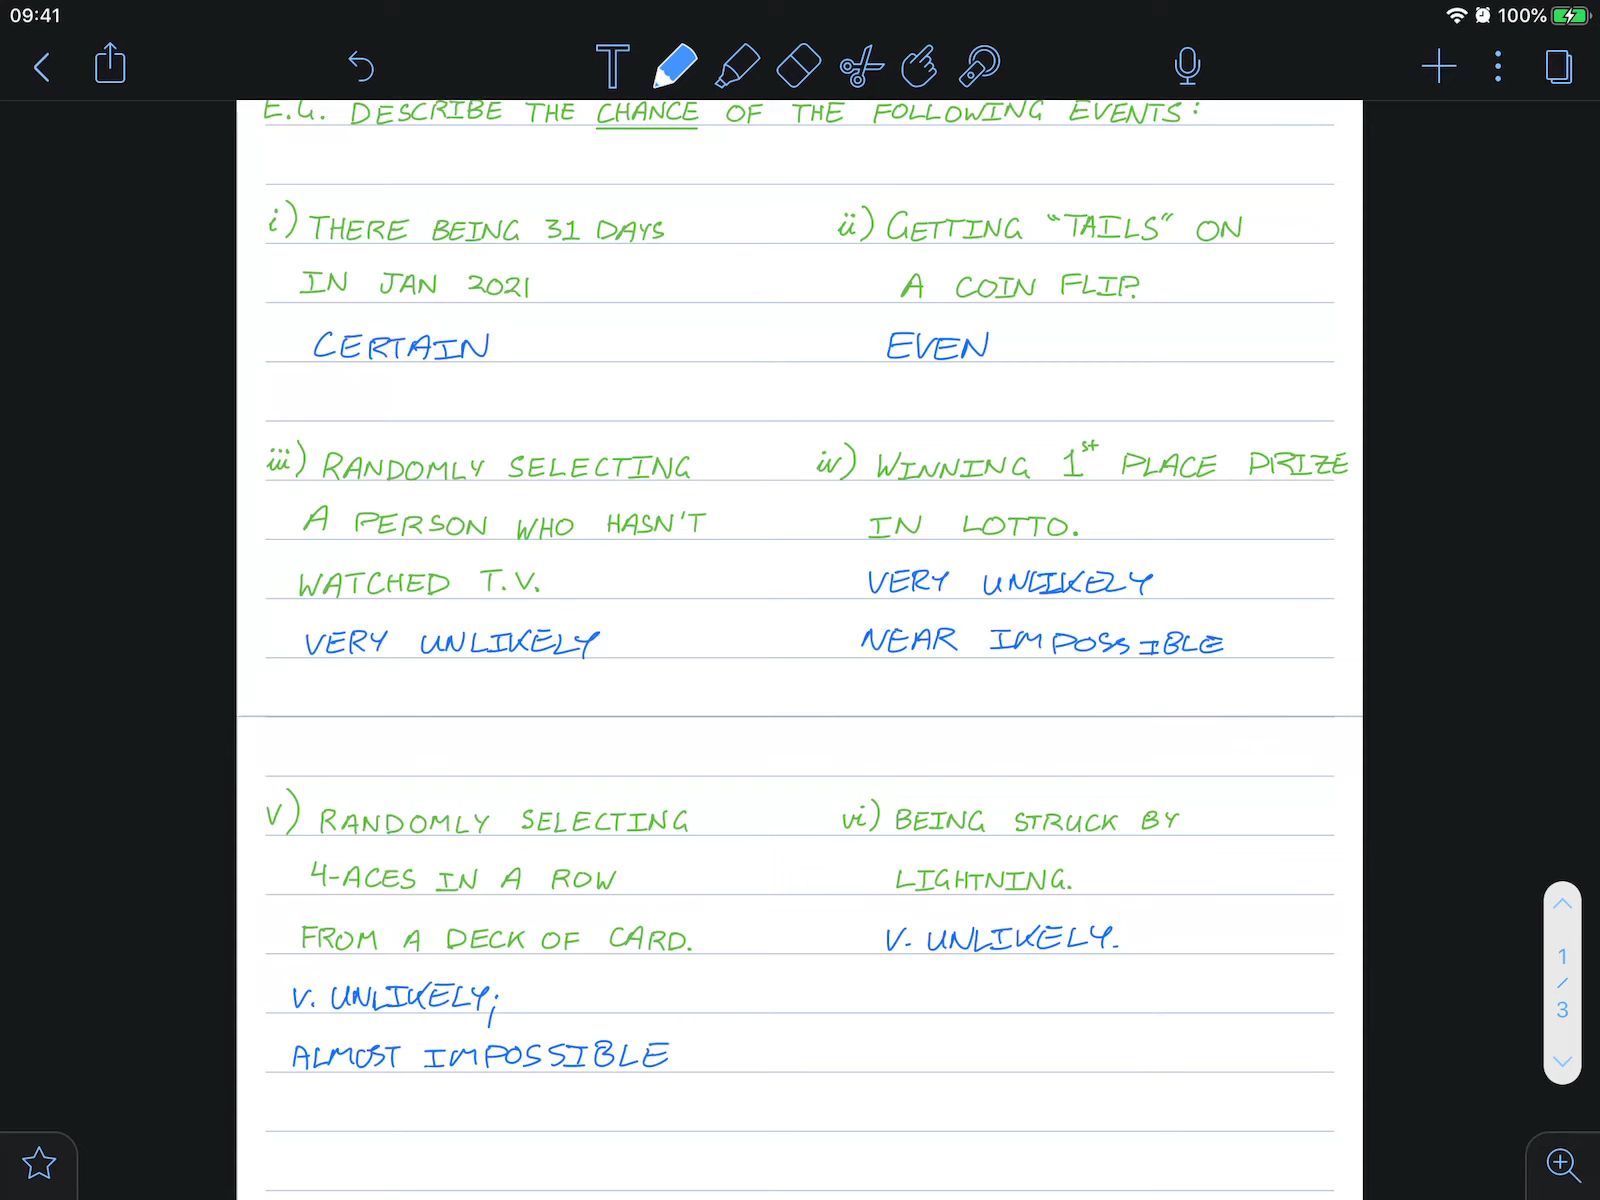 09:41
100%
T
E.G. DESCRIBE THE CHANCE OF THE FOLLOWING EVENTS:
i) THERE BEING 31 DAYS
IN JAN 2021
CERTAIN
ii) GETTING "TAILS" ON
A COIN FLIP.
EVEN
iii) RANDOMLY SELECTING
A PERSON WHO HASN'T
WATCHED T.V.
VERY UNLIKELY
iv) WINNING 1st PLACE PRIZE
IN LOTTO.
VERY UNLIKELY
NEAR IMPOSSIBLE
v) RANDOMLY SELECTING
4-ACES IN A ROW
FROM A DECK OF CARD.
V. UNLIKELY;
ALMOST IMPOSSIBLE
vi) BEING STRUCK BY
LIGHTNING.
V. UNLIKELY.
1
/
3